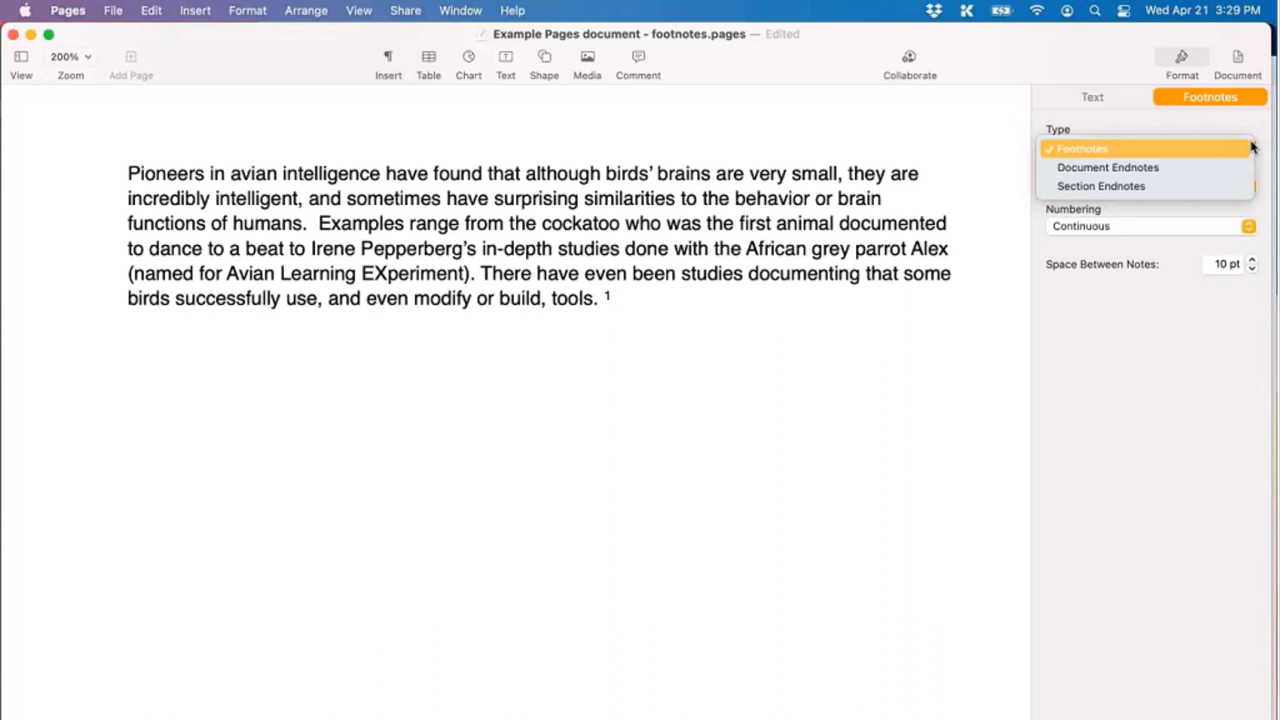 Pages File Edit Insert Format View Arrange Share Window Help Wed Apr 21 3:29 PM
Example Pages document - footnotes.pages — Edited
200%
View Zoom Add Page Insert Table Chart Text Shape Media Comment Collaborate Format Document
Text Footnotes
Type
✓ Footnotes
Document Endnotes
Section Endnotes
Numbering
Continuous
Space Between Notes: 10 pt
Pioneers in avian intelligence have found that although birds’ brains are very small, they are
incredibly intelligent, and sometimes have surprising similarities to the behavior or brain
functions of humans.  Examples range from the cockatoo who was the first animal documented
to dance to a beat to Irene Pepperberg’s in-depth studies done with the African grey parrot Alex
(named for Avian Learning EXperiment). There have even been studies documenting that some
birds successfully use, and even modify or build, tools. ¹